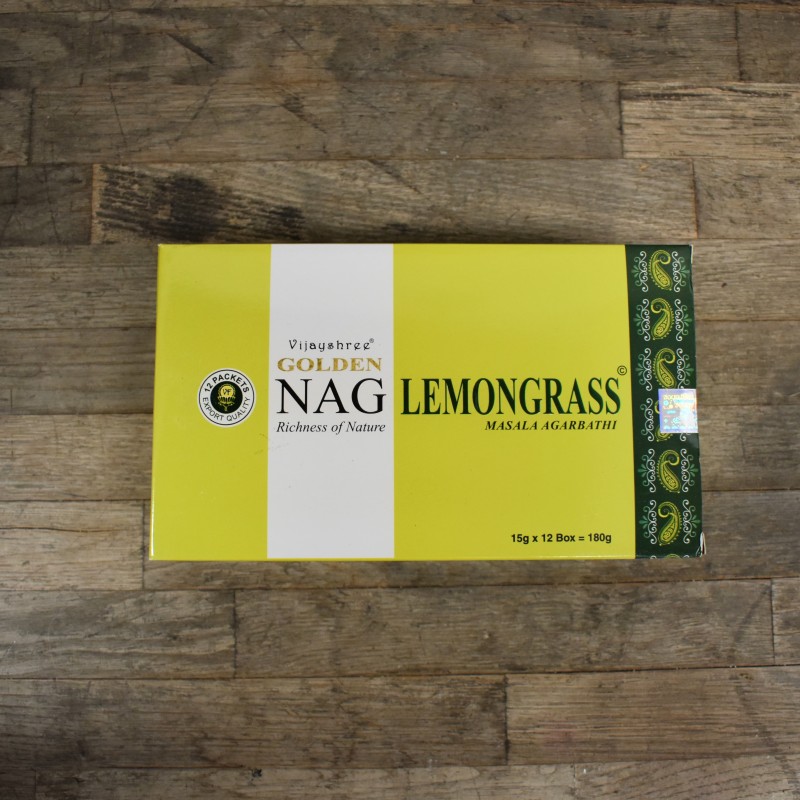 12 PACKETS
EXPORT QUALITY
Vijayshree®
GOLDEN
NAG
Richness of Nature
LEMONGRASS©
MASALA AGARBATHI
15g x 12 Box = 180g